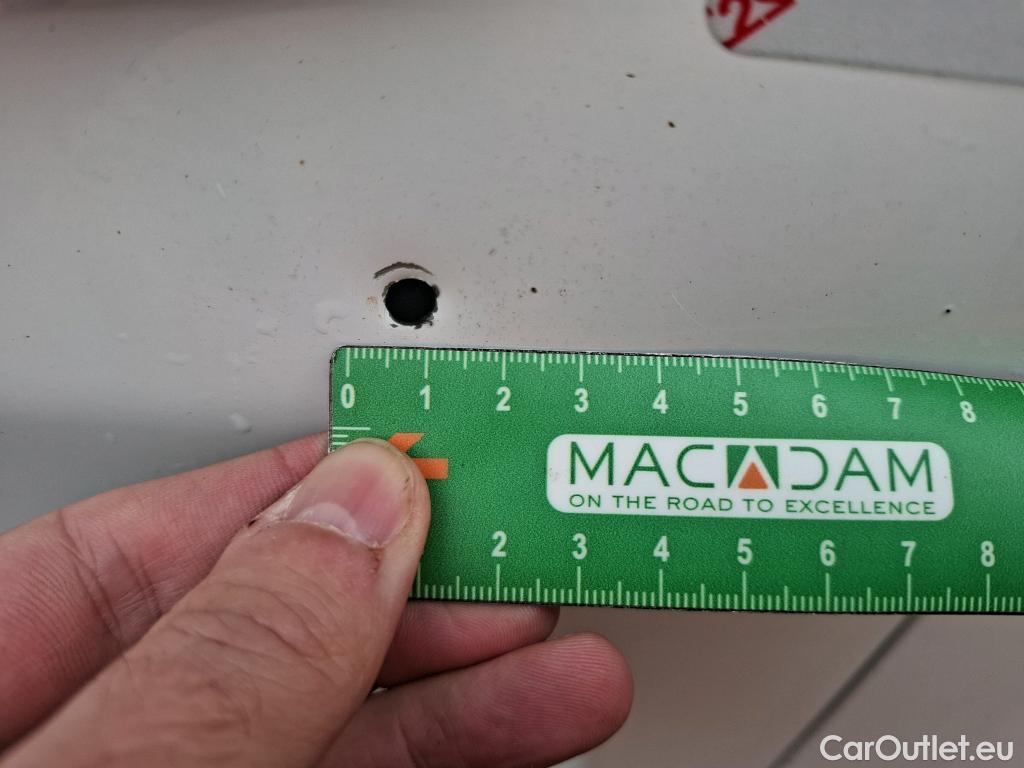 2
0 1 2 3 4 5 6 7 8
MACADAM
ON THE ROAD TO EXCELLENCE
2 3 4 5 6 7 8
CarOutlet.eu